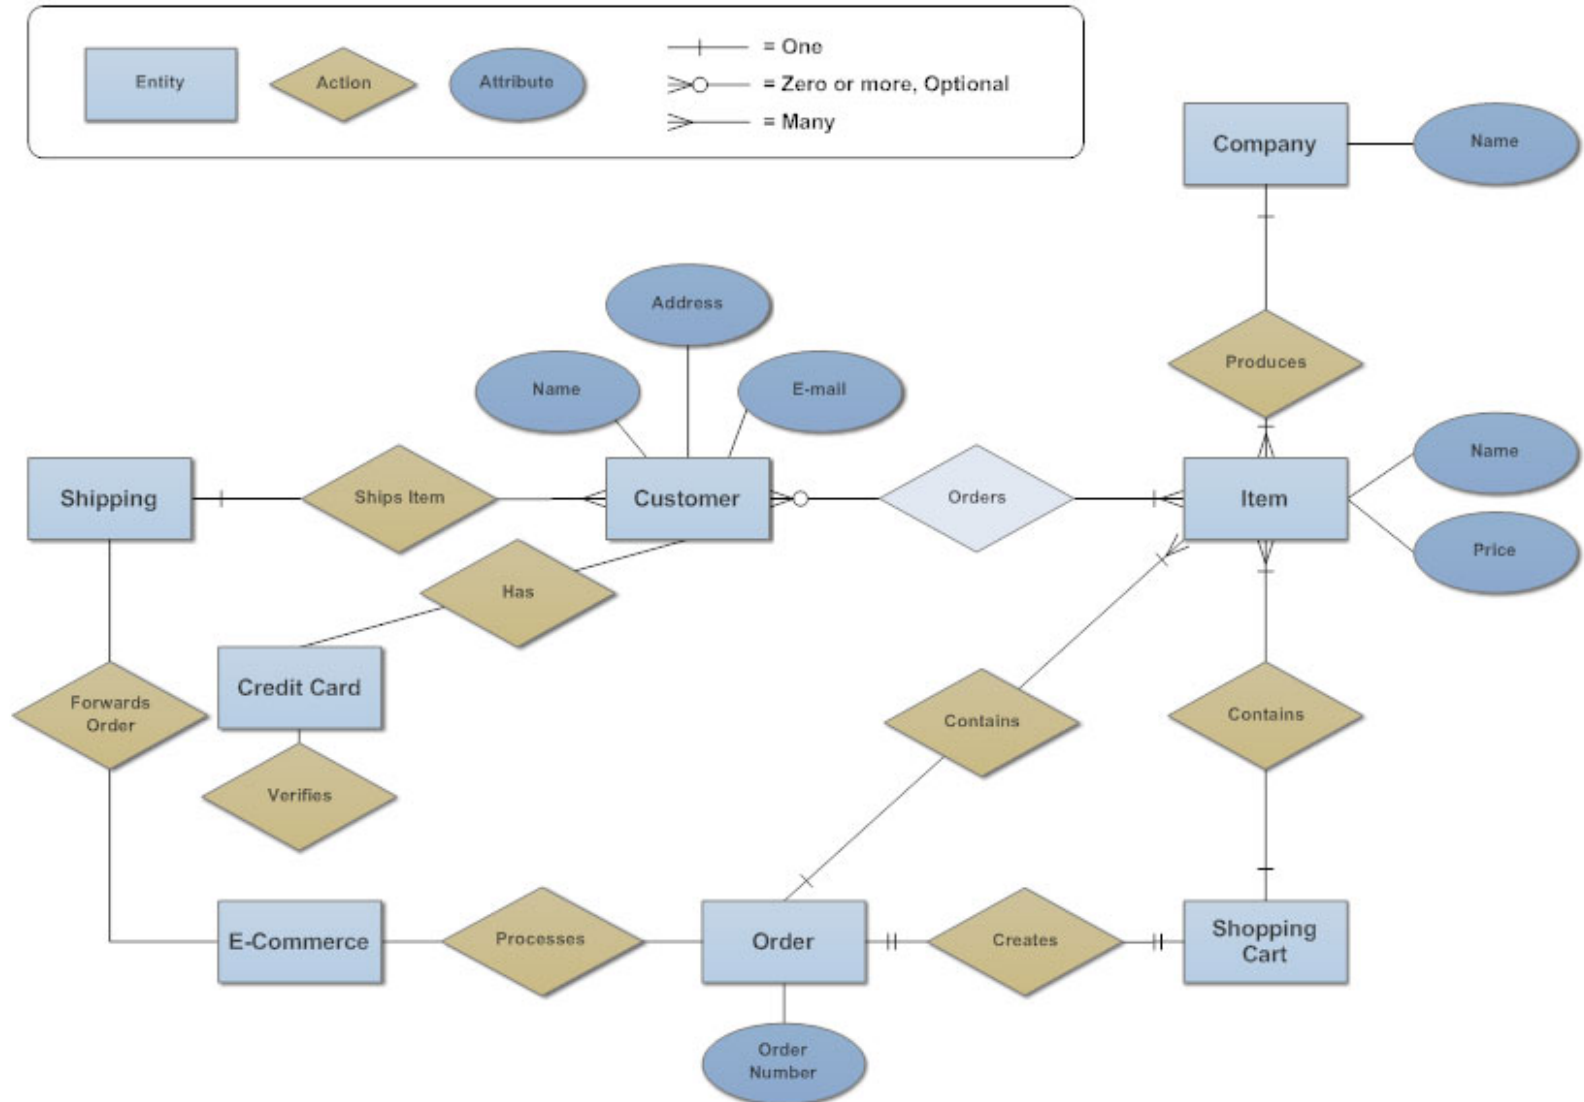 Entity
Action
Attribute
= One
= Zero or more, Optional
= Many
Company
Name
Address
Name
E-mail
Produces
Shipping
Ships Item
Customer
Orders
Item
Name
Price
Has
Credit Card
Forwards
Order
Contains
Contains
Verifies
E-Commerce
Processes
Order
Creates
Shopping
Cart
Order
Number